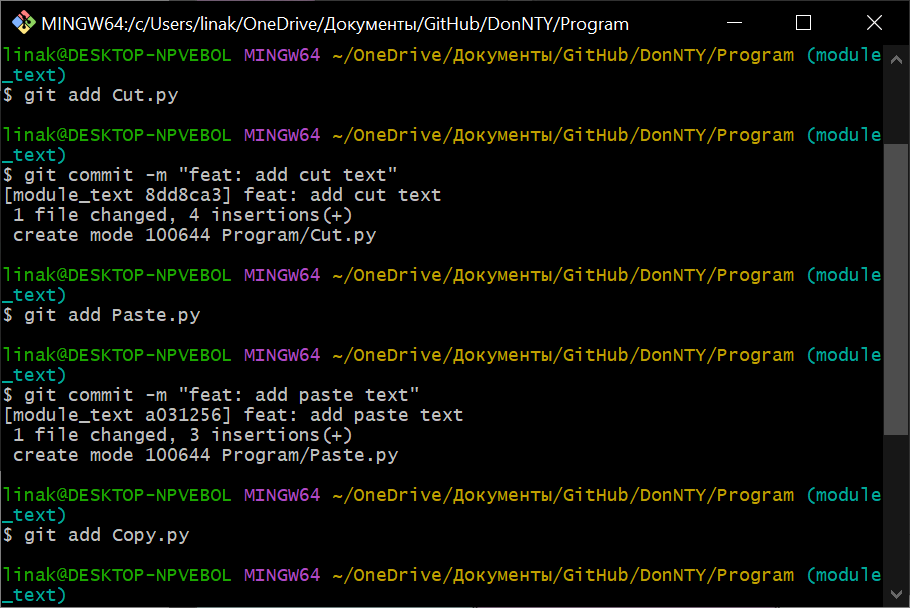 MINGW64:/c/Users/linak/OneDrive/Документы/GitHub/DonNTY/Program
linak@DESKTOP-NPVEBOL MINGW64 ~/OneDrive/Документы/GitHub/DonNTY/Program (module
_text)
$ git add Cut.py
linak@DESKTOP-NPVEBOL MINGW64 ~/OneDrive/Документы/GitHub/DonNTY/Program (module
_text)
$ git commit -m "feat: add cut text"
[module_text 8dd8ca3] feat: add cut text
 1 file changed, 4 insertions(+)
 create mode 100644 Program/Cut.py
linak@DESKTOP-NPVEBOL MINGW64 ~/OneDrive/Документы/GitHub/DonNTY/Program (module
_text)
$ git add Paste.py
linak@DESKTOP-NPVEBOL MINGW64 ~/OneDrive/Документы/GitHub/DonNTY/Program (module
_text)
$ git commit -m "feat: add paste text"
[module_text a031256] feat: add paste text
 1 file changed, 3 insertions(+)
 create mode 100644 Program/Paste.py
linak@DESKTOP-NPVEBOL MINGW64 ~/OneDrive/Документы/GitHub/DonNTY/Program (module
_text)
$ git add Copy.py
linak@DESKTOP-NPVEBOL MINGW64 ~/OneDrive/Документы/GitHub/DonNTY/Program (module
_text)